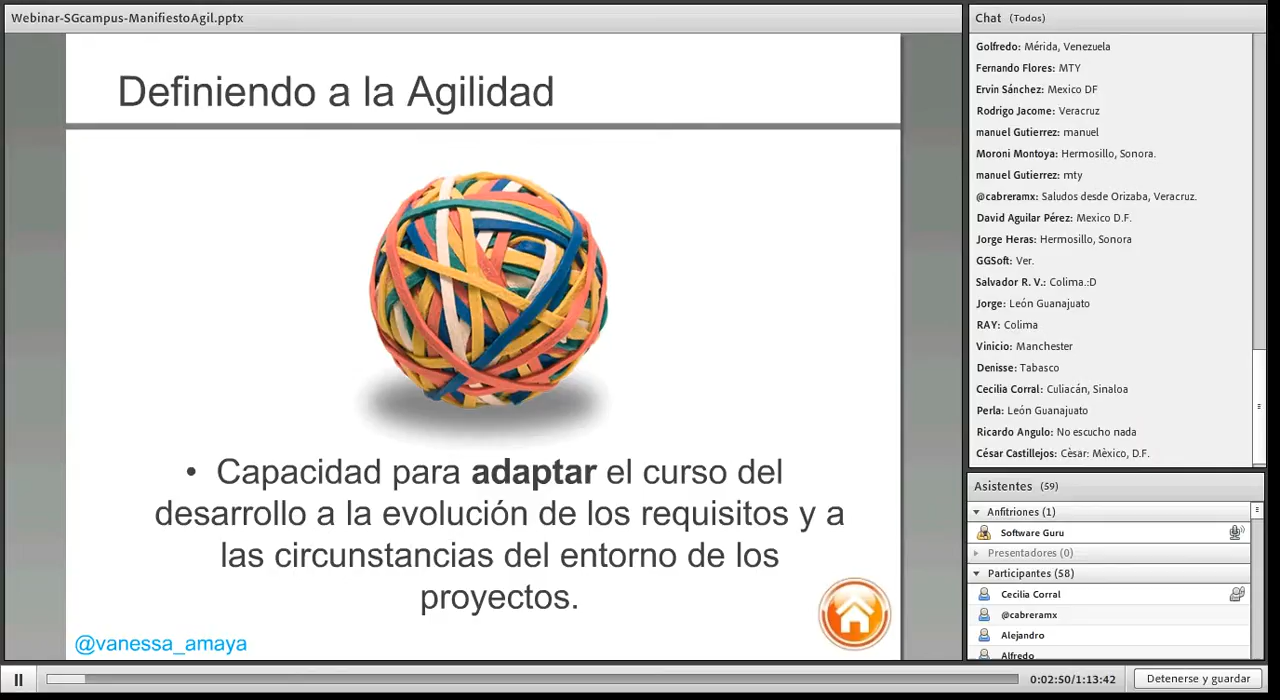 Webinar-SGcampus-ManifiestoAgil.pptx
Definiendo a la Agilidad
• Capacidad para adaptar el curso del
desarrollo a la evolución de los requisitos y a
las circunstancias del entorno de los
proyectos.
@vanessa_amaya
Chat (Todos)
Golfredo: Mérida, Venezuela
Fernando Flores: MTY
Ervin Sánchez: Mexico DF
Rodrigo Jacome: Veracruz
manuel Gutierrez: manuel
Moroni Montoya: Hermosillo, Sonora.
manuel Gutierrez: mty
@cabreramx: Saludos desde Orizaba, Veracruz.
David Aguilar Pérez: Mexico D.F.
Jorge Heras: Hermosillo, Sonora
GGSoft: Ver.
Salvador R. V.: Colima.:D
Jorge: León Guanajuato
RAY: Colima
Vinicio: Manchester
Denisse: Tabasco
Cecilia Corral: Culiacán, Sinaloa
Perla: León Guanajuato
Ricardo Angulo: No escucho nada
César Castillejos: Cèsar: Mèxico, D.F.
Asistentes (59)
Anfitriones (1)
Software Guru
Presentadores (0)
Participantes (58)
Cecilia Corral
@cabreramx
Alejandro
Alfredo
0:02:50/1:13:42
Detenerse y guardar